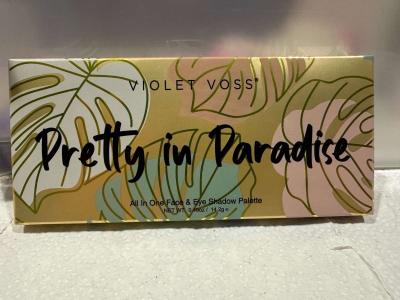 VIOLET VOSS®
Pretty in Paradise
All In One Face & Eye Shadow Palette